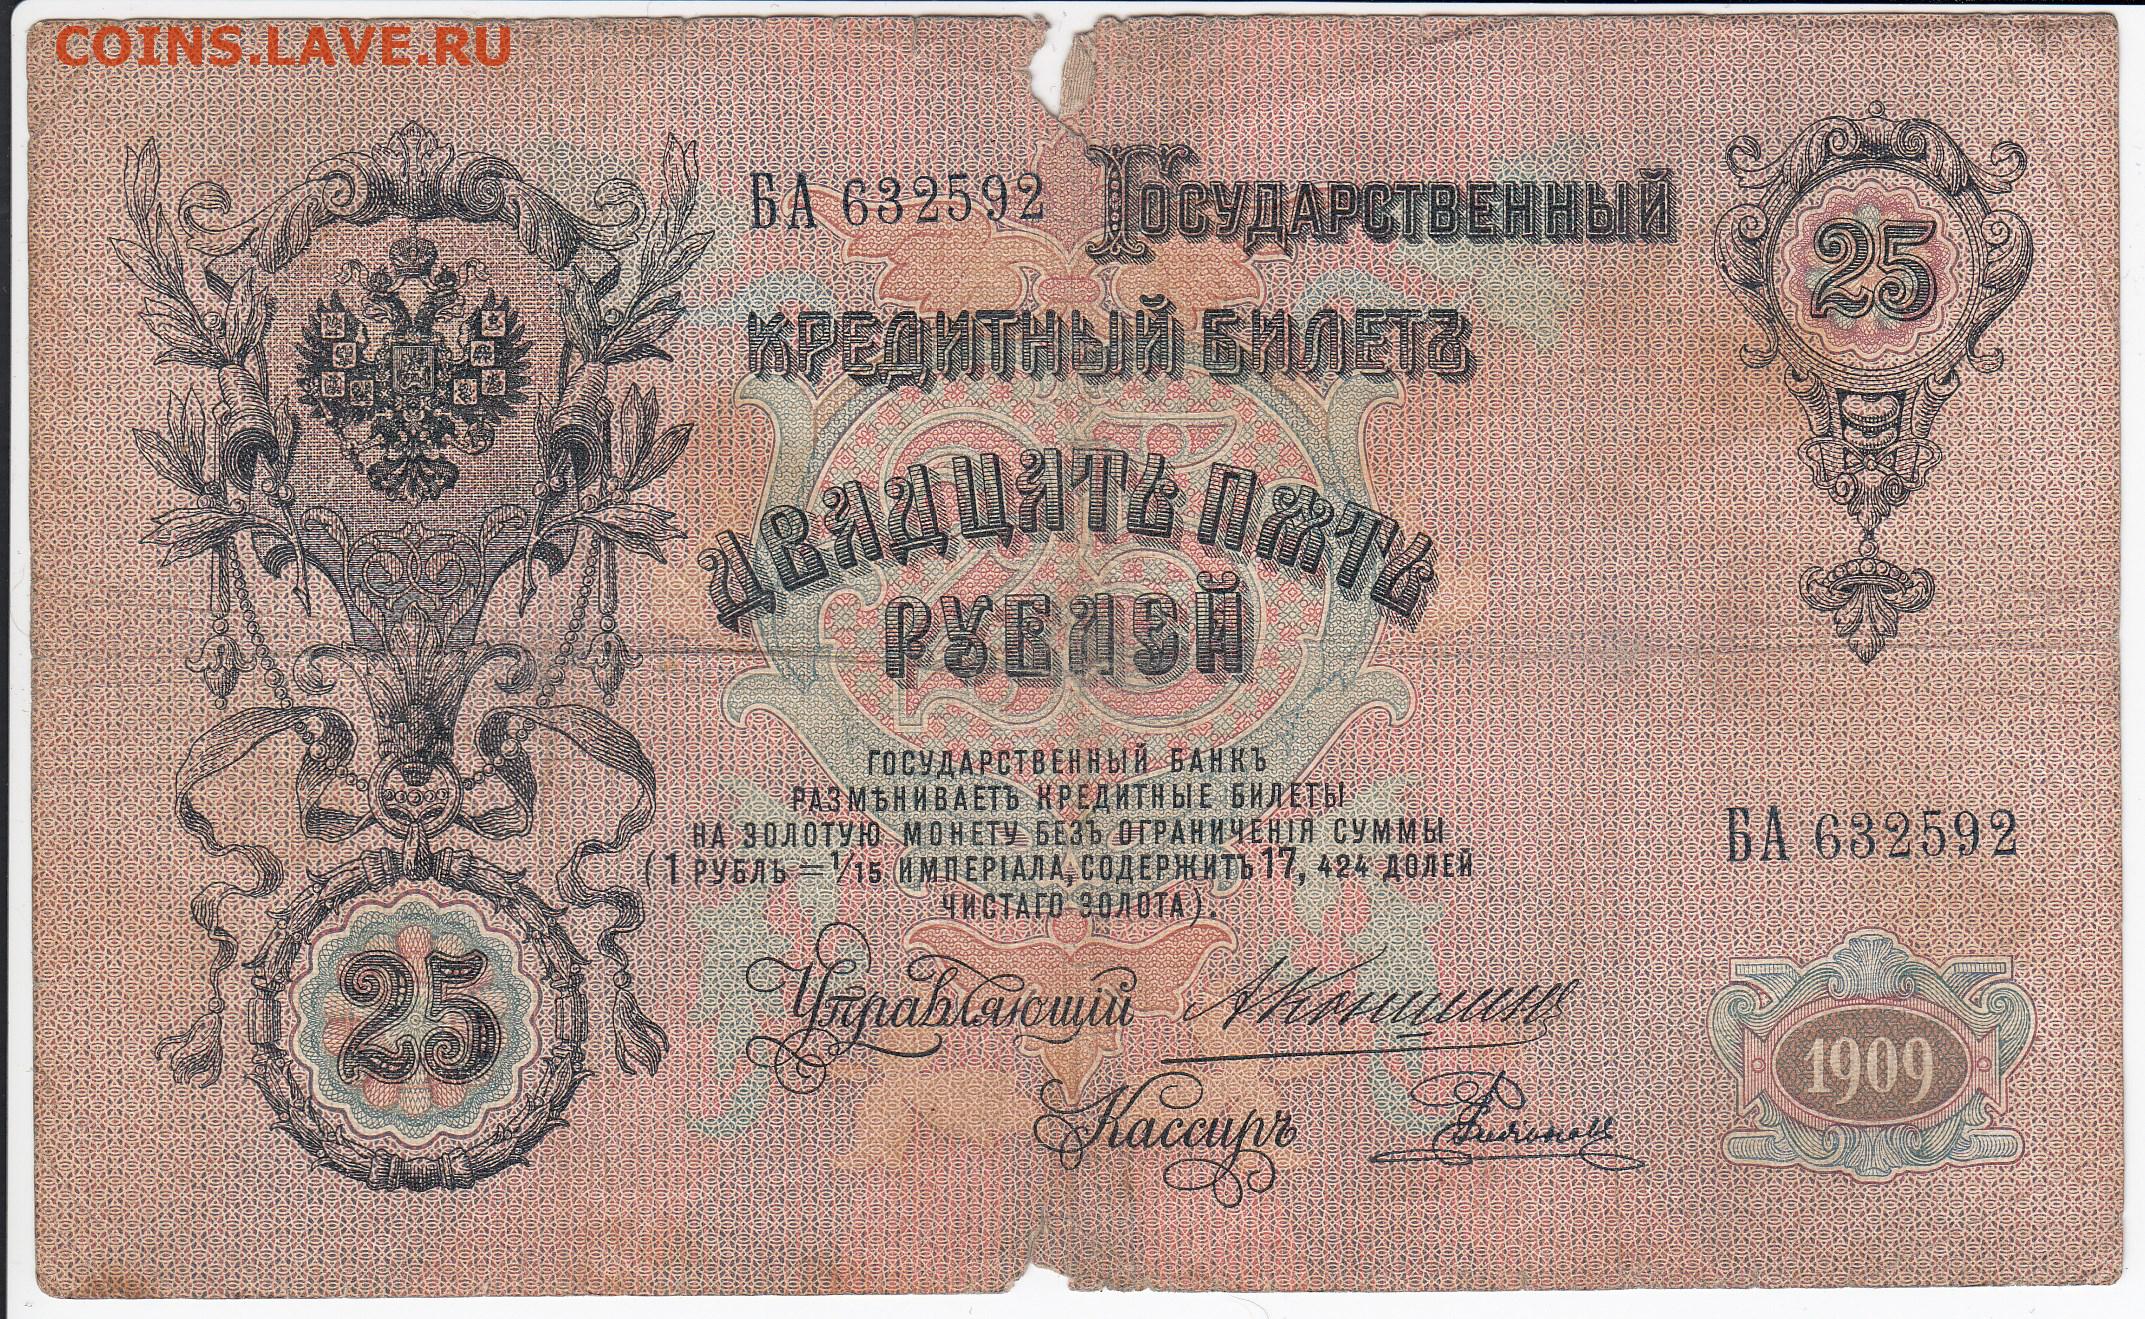 COINS.LAVE.RU
БА 632592
Государственный
КРЕДИТНЫЙ БИЛЕТЪ
25
ДВАДЦАТЬ ПЯТЬ
РУБЛЕЙ
ГОСУДАРСТВЕННЫЙ БАНКЪ
РАЗМѢНИВАЕТЪ КРЕДИТНЫЕ БИЛЕТЫ
НА ЗОЛОТУЮ МОНЕТУ БЕЗЪ ОГРАНИЧЕНІЯ СУММЫ
(1 РУБЛЬ = 1/15 ИМПЕРІАЛА, СОДЕРЖИТЪ 17, 424 ДОЛЕЙ
ЧИСТАГО ЗОЛОТА).
БА 632592
25
Управляющій АКоншинъ
Кассиръ
1909